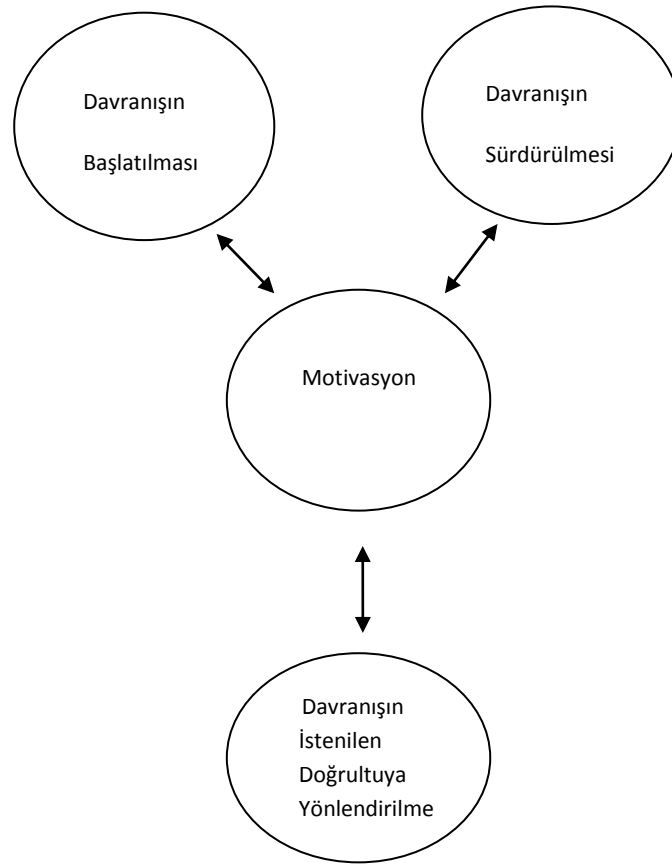 Davranışın
Başlatılması
Davranışın
Sürdürülmesi
Motivasyon
Davranışın
İstenilen
Doğrultuya
Yönlendirilme